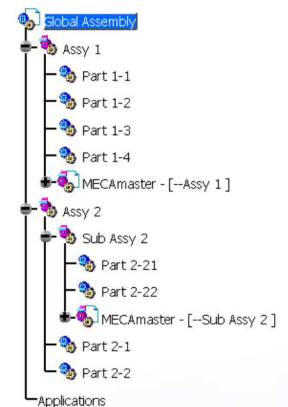 Global Assembly
Assy 1
Part 1-1
Part 1-2
Part 1-3
Part 1-4
MECAmaster - [--Assy 1 ]
Assy 2
Sub Assy 2
Part 2-21
Part 2-22
MECAmaster - [--Sub Assy 2 ]
Part 2-1
Part 2-2
Applications